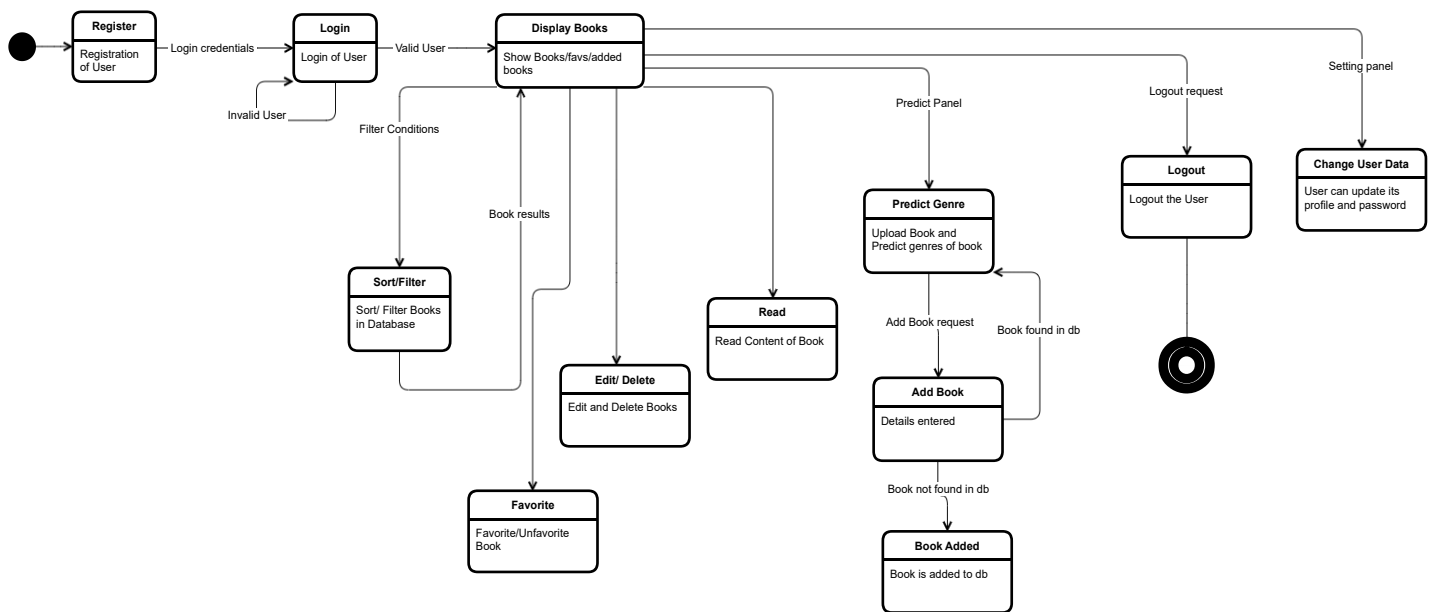 Register
Registration
of User
Login credentials
Login
Login of User
Invalid User
Valid User
Display Books
Show Books/favs/added
books
Filter Conditions
Book results
Predict Panel
Logout request
Setting panel
Sort/Filter
Sort/ Filter Books
in Database
Favorite
Favorite/Unfavorite
Book
Edit/ Delete
Edit and Delete Books
Read
Read Content of Book
Predict Genre
Upload Book and
Predict genres of book
Add Book request
Book found in db
Add Book
Details entered
Book not found in db
Book Added
Book is added to db
Logout
Logout the User
Change User Data
User can update its
profile and password